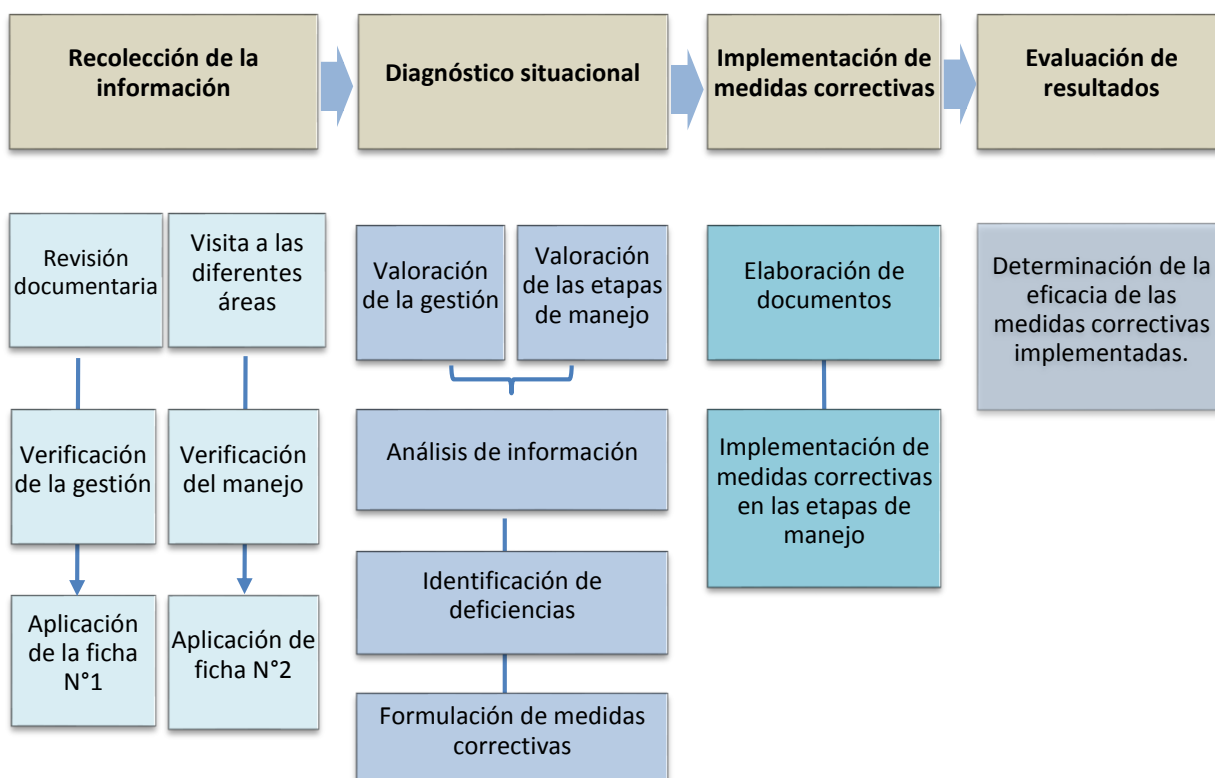 Recolección de la
información
Diagnóstico situacional
Implementación de
medidas correctivas
Evaluación de
resultados
Revisión
documentaria
Visita a las
diferentes
áreas
Verificación
de la gestión
Verificación
del manejo
Aplicación
de la ficha
N°1
Aplicación de
ficha N°2
Valoración
de la gestión
Valoración
de las etapas
de manejo
Análisis de información
Identificación de
deficiencias
Formulación de medidas
correctivas
Elaboración de
documentos
Implementación de
medidas correctivas
en las etapas de
manejo
Determinación de la
eficacia de las
medidas correctivas
implementadas.